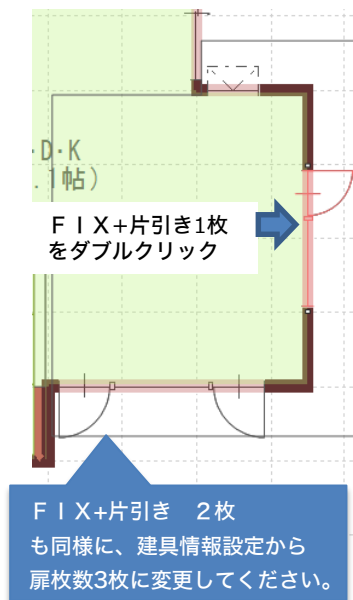 ・D・K
.1帖)
ＦＩＸ+片引き1枚
をダブルクリック
ＦＩＸ+片引き　２枚
も同様に、建具情報設定から
扉枚数3枚に変更してください。